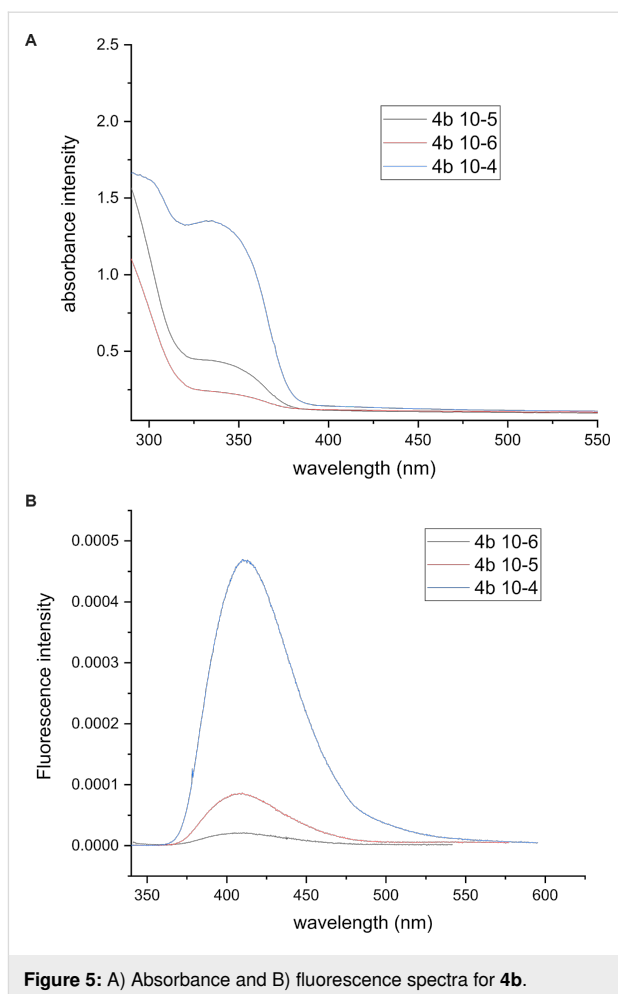 A
2.5
2.0
1.5
1.0
0.5
absorbance intensity
4b 10-5
4b 10-6
4b 10-4
300 350 400 450 500 550
wavelength (nm)
B
0.0005
0.0004
0.0003
0.0002
0.0001
0.0000
Fluorescence intensity
4b 10-6
4b 10-5
4b 10-4
350 400 450 500 550 600
wavelength (nm)
Figure 5: A) Absorbance and B) fluorescence spectra for 4b.